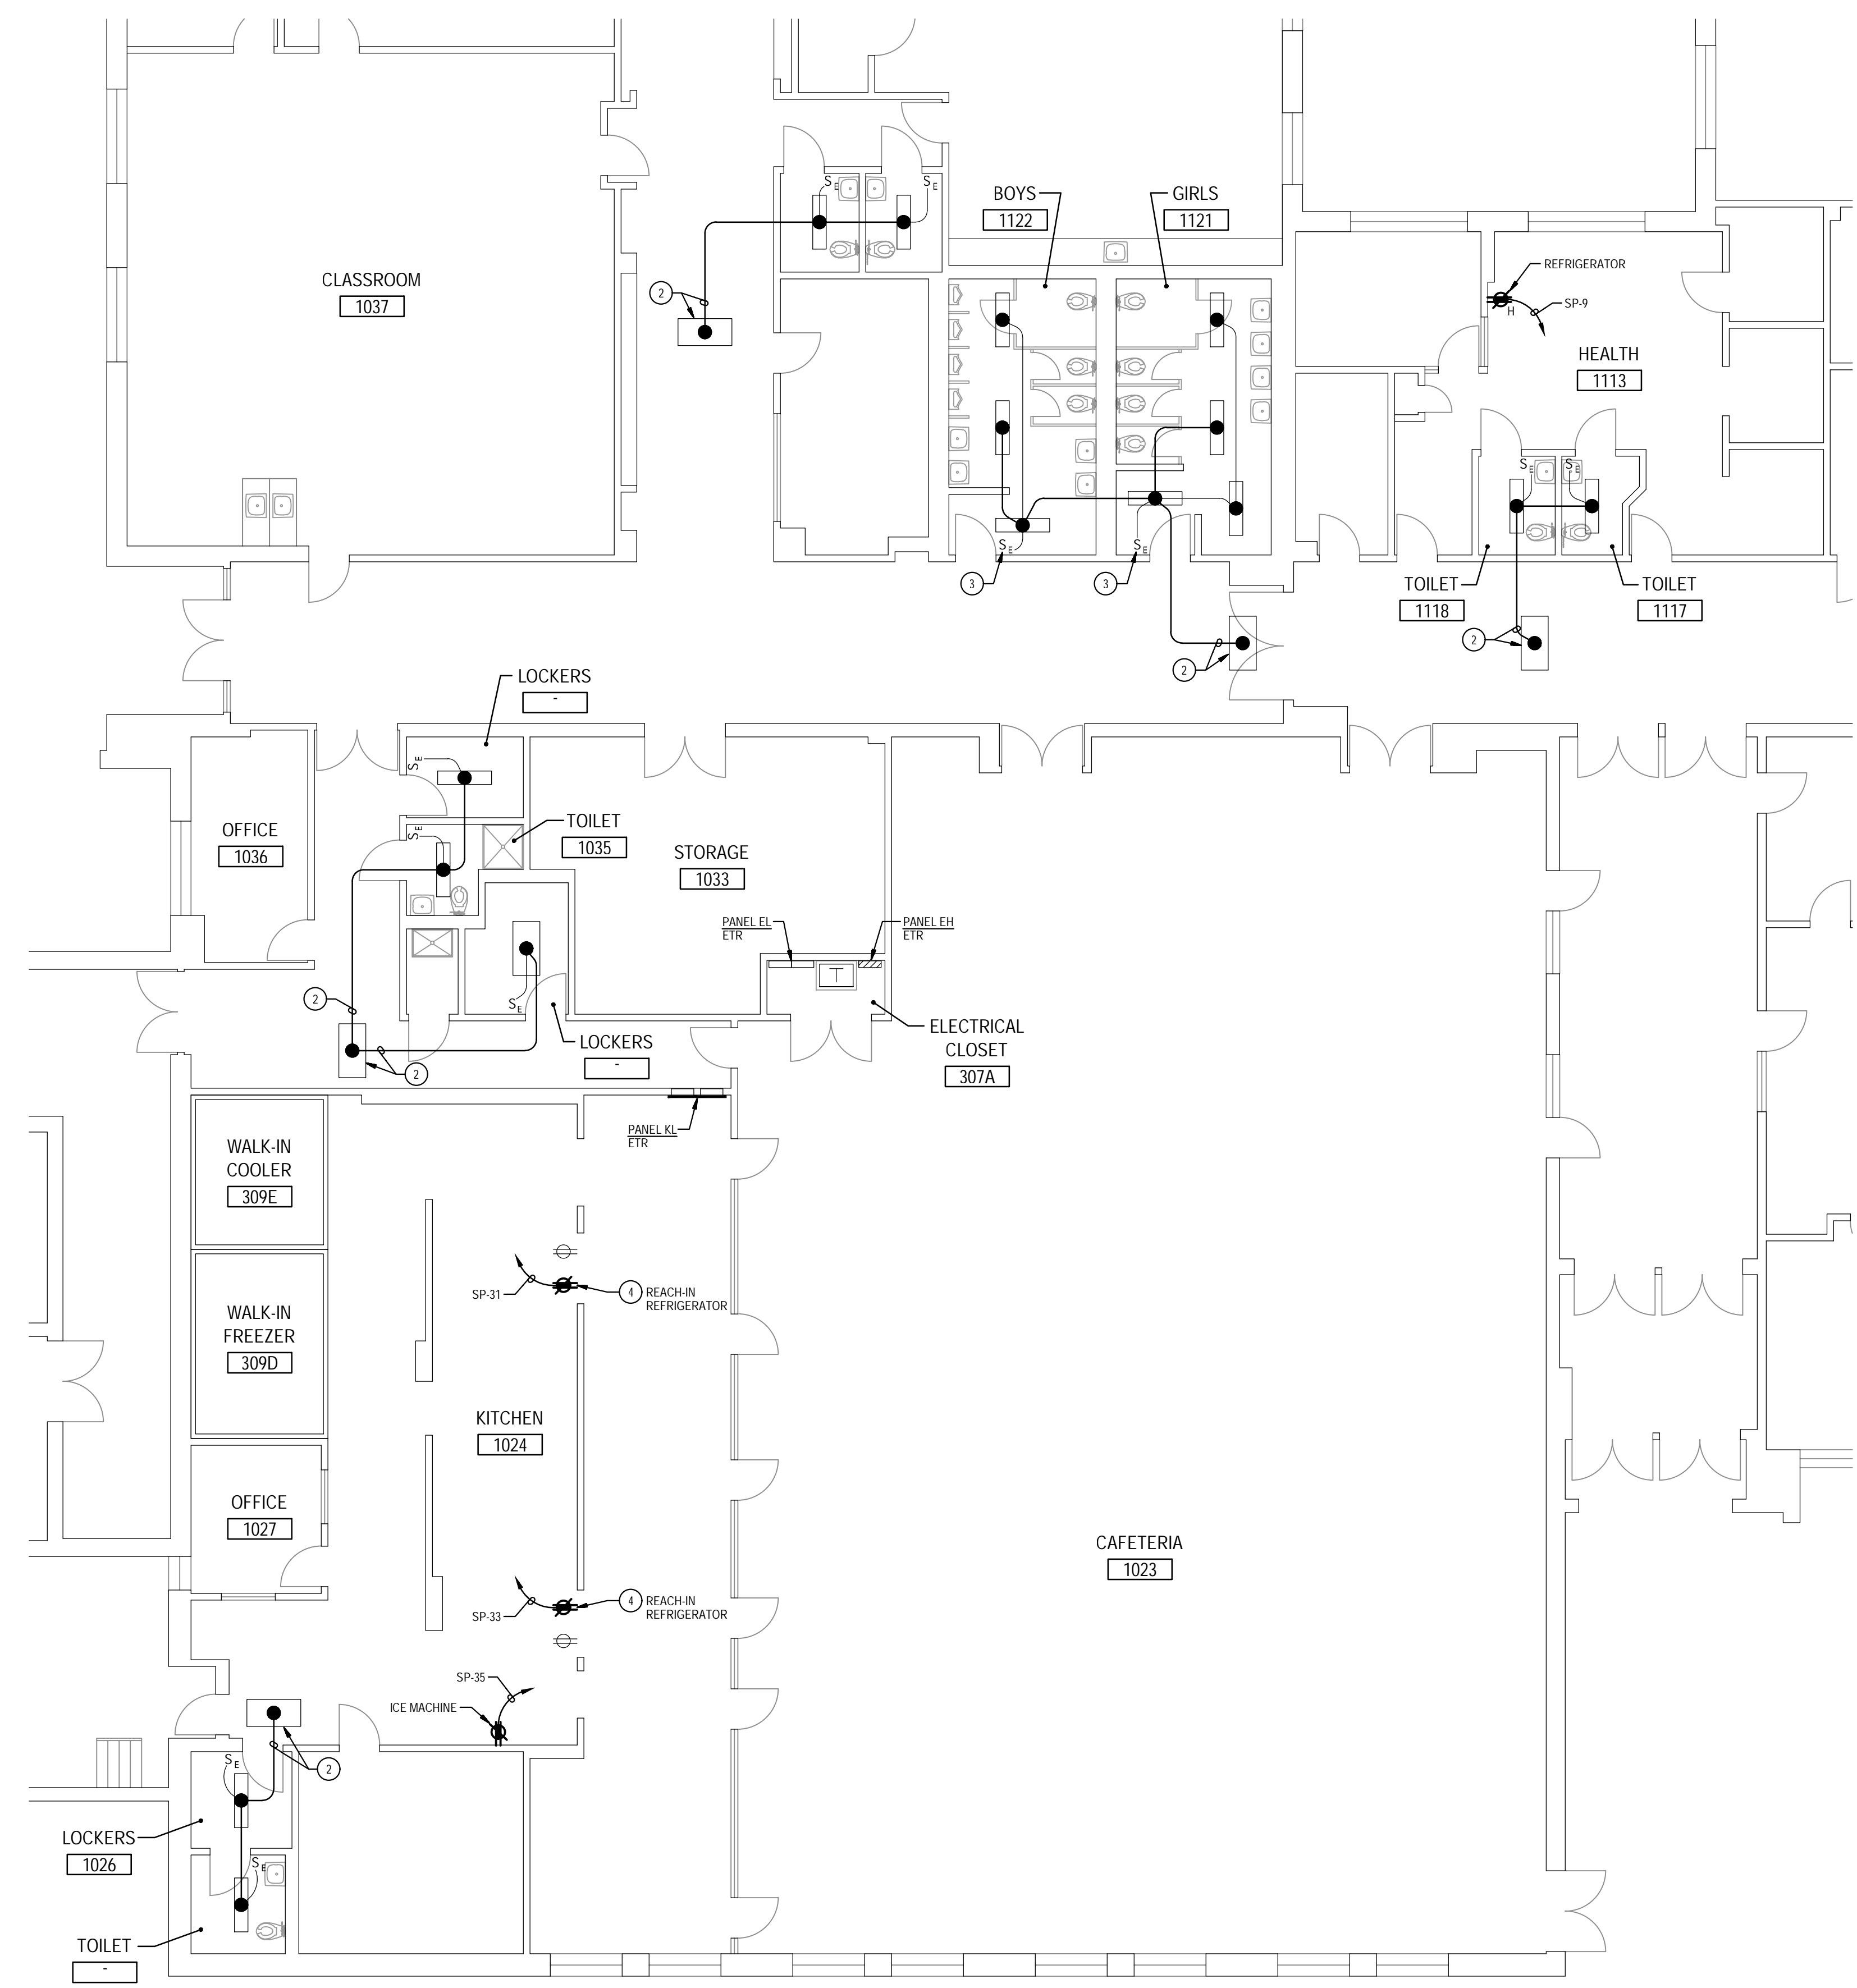 S E
S E
BOYS
1122
GIRLS
1121
CLASSROOM
1037
2
REFRIGERATOR
SP-9
H
HEALTH
1113
S E
S E
S E
S E
3
3
TOILET
1118
TOILET
1117
2
2
LOCKERS
-
S E
S E
OFFICE
1036
TOILET
1035
STORAGE
1033
PANEL EL
ETR
PANEL EH
ETR
T
2
S E
ELECTRICAL
CLOSET
307A
LOCKERS
-
2
PANEL KL
ETR
WALK-IN
COOLER
309E
SP-31
4
REACH-IN
REFRIGERATOR
WALK-IN
FREEZER
309D
KITCHEN
1024
OFFICE
1027
CAFETERIA
1023
SP-33
4
REACH-IN
REFRIGERATOR
SP-35
ICE MACHINE
S E
2
LOCKERS
1026
S E
TOILET
-